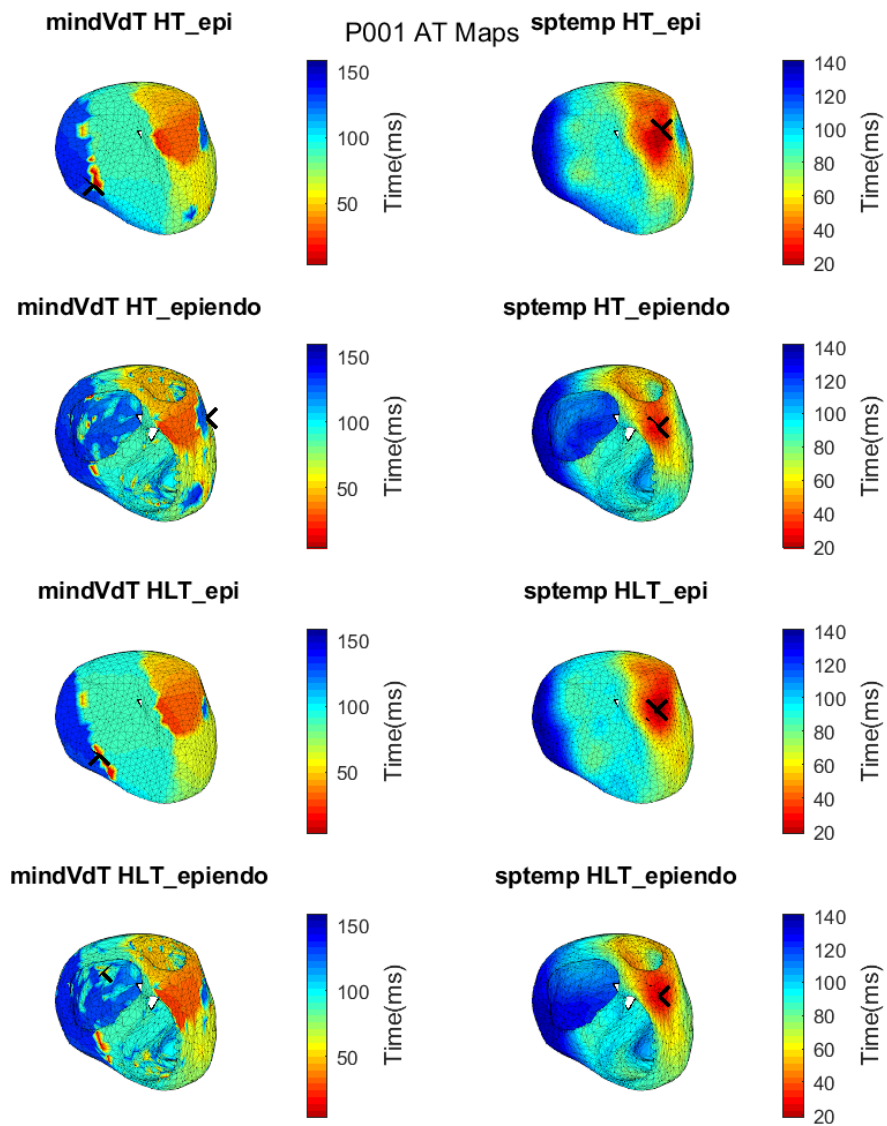 P001 AT Maps
mindVdT HT_epi
150
100
50
Time(ms)
sptemp HT_epi
140
120
100
80
60
40
20
Time(ms)
mindVdT HT_epiendo
150
100
50
Time(ms)
sptemp HT_epiendo
140
120
100
80
60
40
20
Time(ms)
mindVdT HLT_epi
150
100
50
Time(ms)
sptemp HLT_epi
140
120
100
80
60
40
20
Time(ms)
mindVdT HLT_epiendo
150
100
50
Time(ms)
sptemp HLT_epiendo
140
120
100
80
60
40
20
Time(ms)